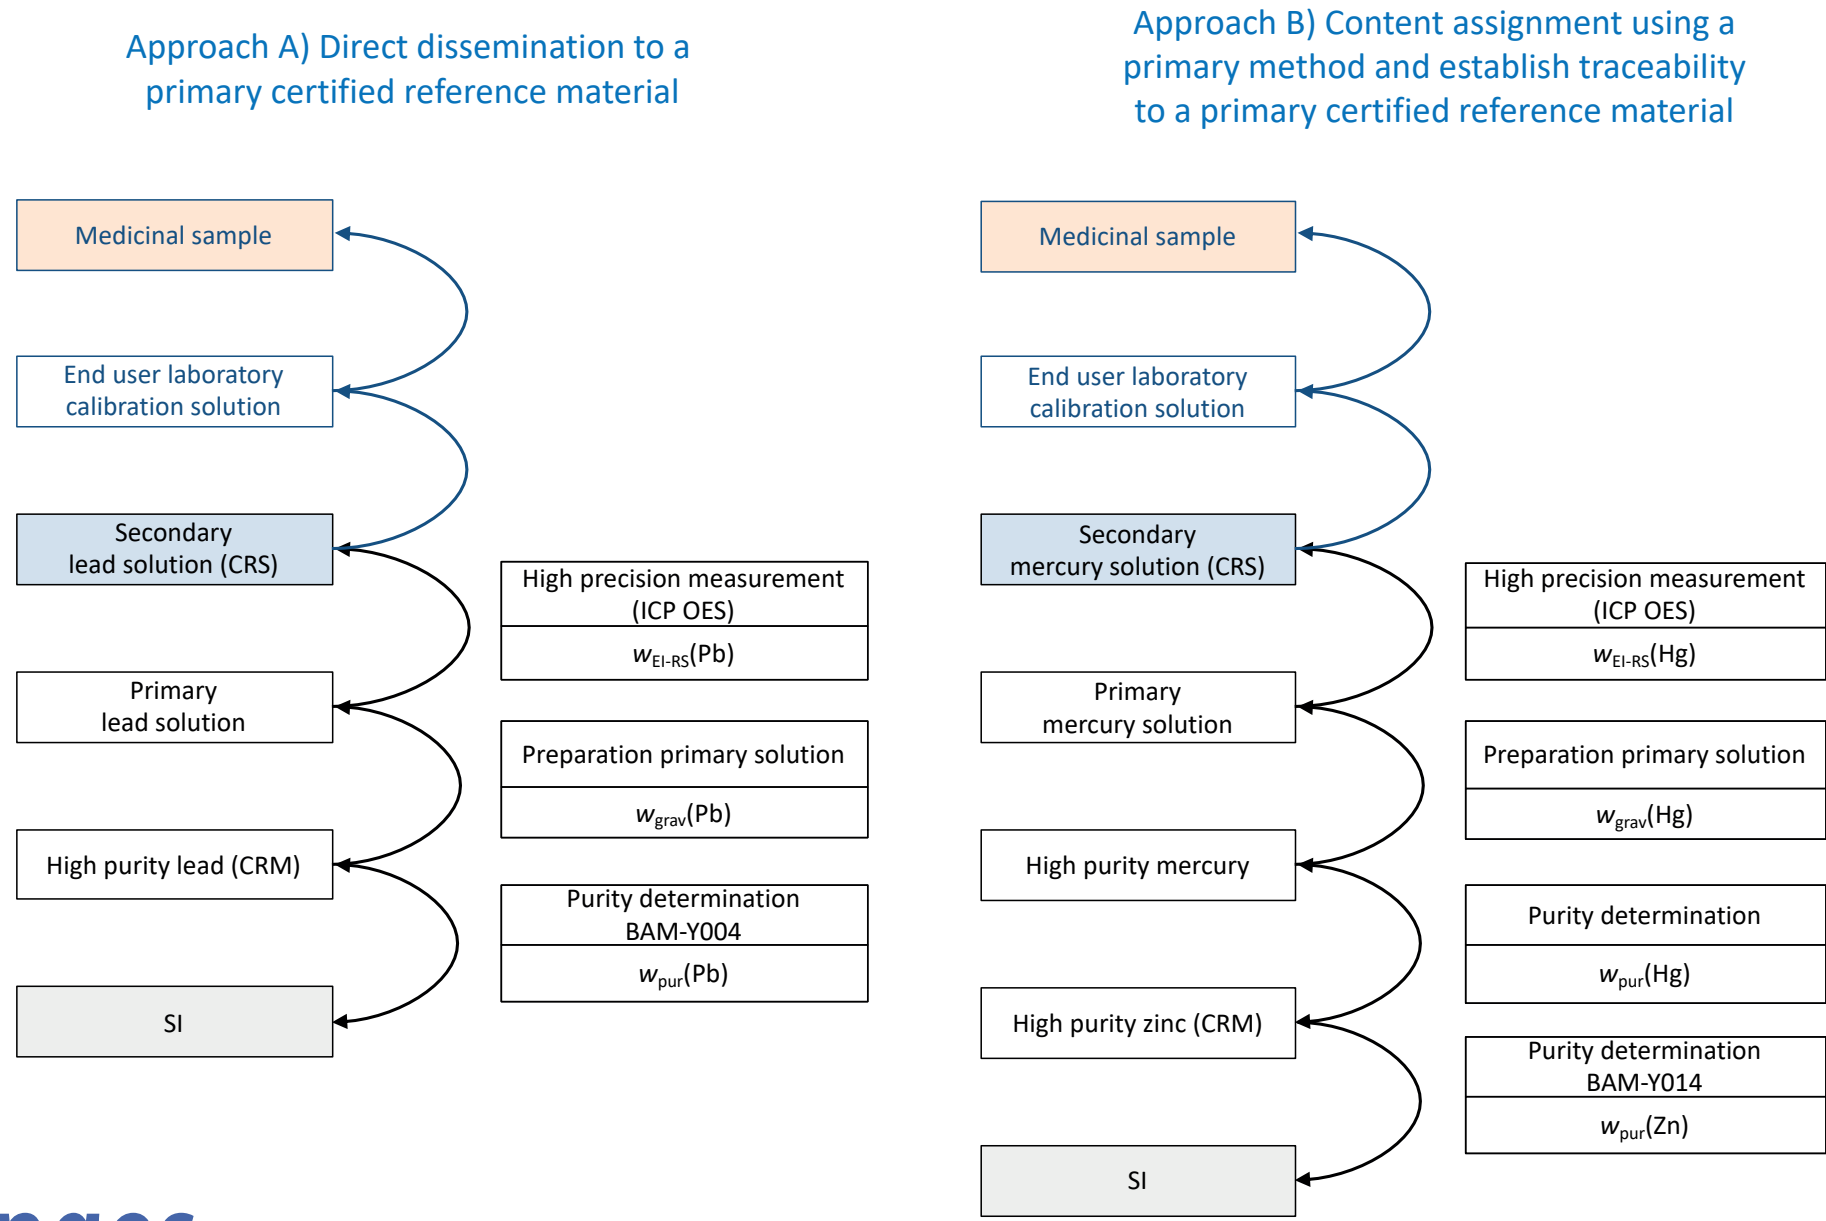 Approach A) Direct dissemination to a
primary certified reference material
Medicinal sample
End user laboratory
calibration solution
Secondary
lead solution (CRS)
High precision measurement
(ICP OES)
wEI-RS(Pb)
Primary
lead solution
Preparation primary solution
wgrav(Pb)
High purity lead (CRM)
Purity determination
BAM-Y004
wpur(Pb)
SI
Approach B) Content assignment using a
primary method and establish traceability
to a primary certified reference material
Medicinal sample
End user laboratory
calibration solution
Secondary
mercury solution (CRS)
High precision measurement
(ICP OES)
wEI-RS(Hg)
Primary
mercury solution
Preparation primary solution
wgrav(Hg)
High purity mercury
Purity determination
wpur(Hg)
High purity zinc (CRM)
Purity determination
BAM-Y014
wpur(Zn)
SI